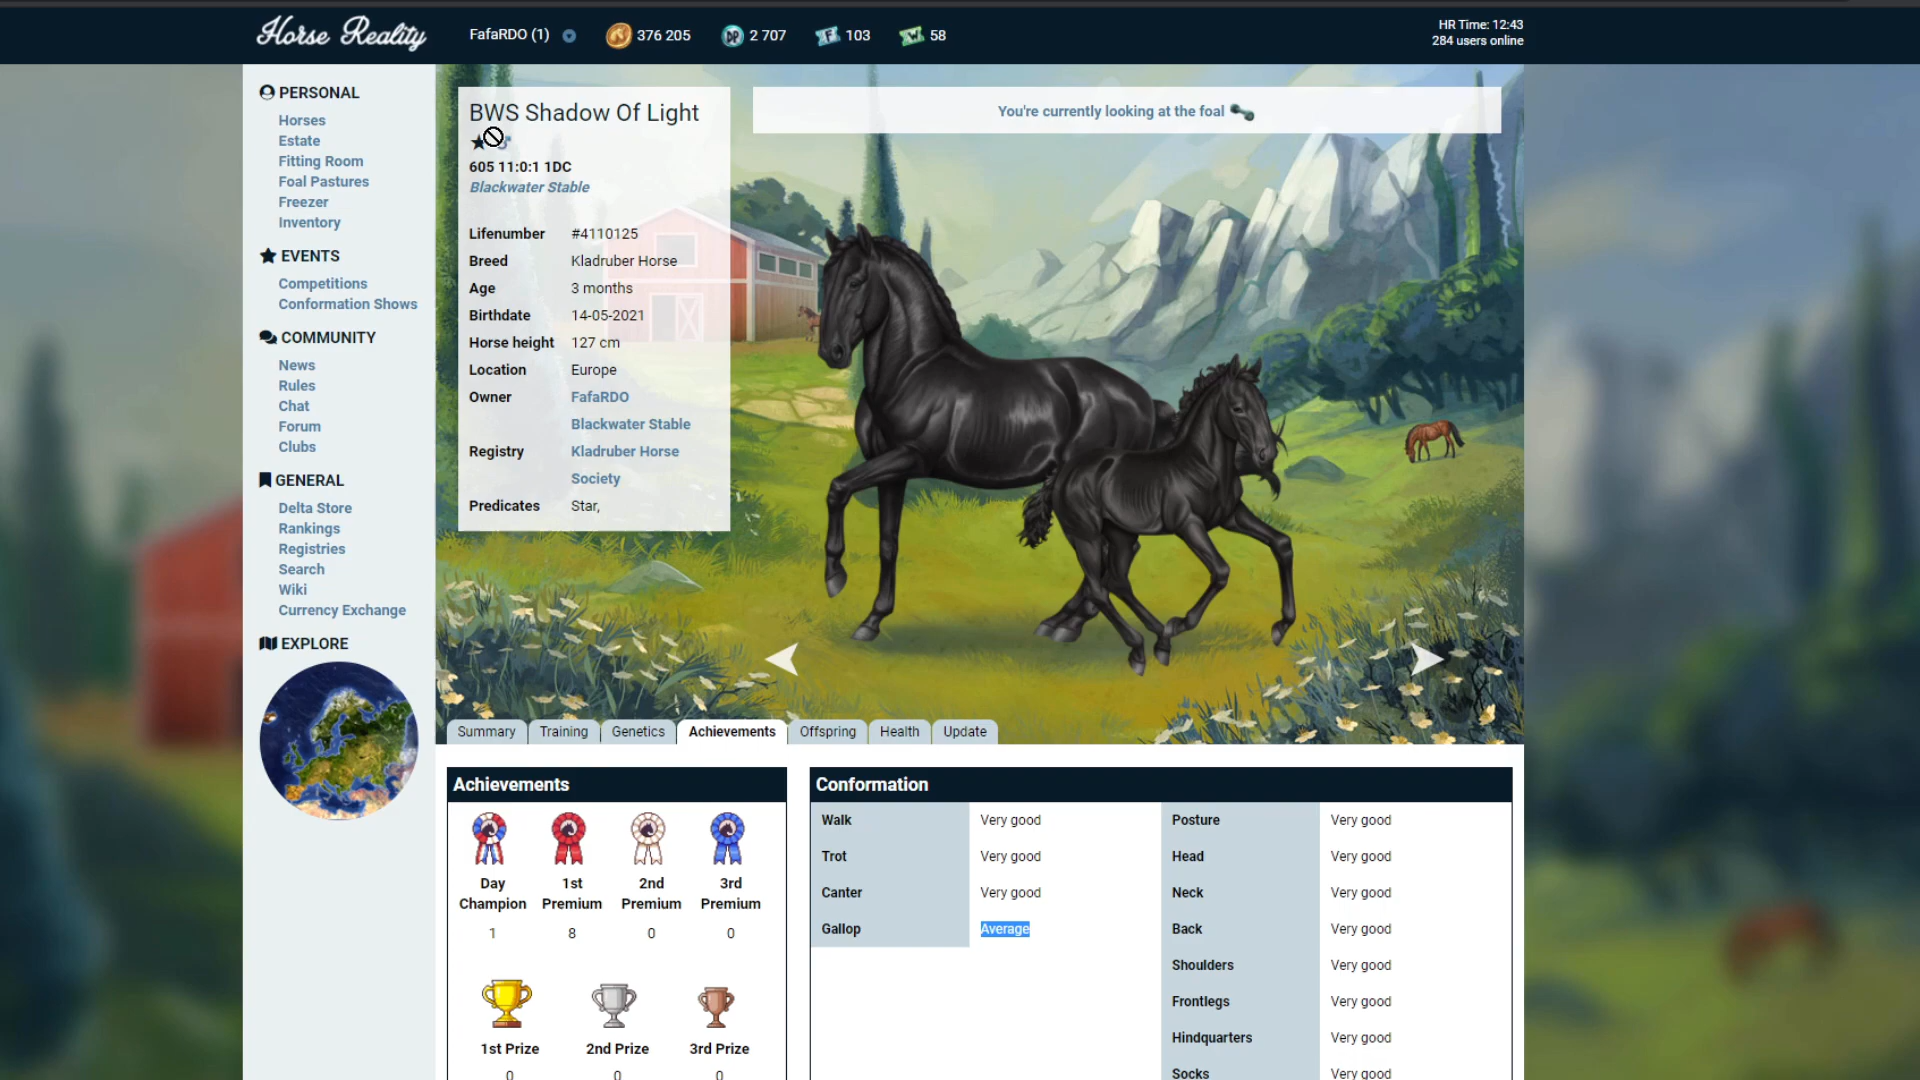 Horse Reality
FafaRDO (1)
376 205
2 707
103
58
HR Time: 12:43
284 users online
PERSONAL
Horses
Estate
Fitting Room
Foal Pastures
Freezer
Inventory
EVENTS
Competitions
Conformation Shows
COMMUNITY
News
Rules
Chat
Forum
Clubs
GENERAL
Delta Store
Rankings
Registries
Search
Wiki
Currency Exchange
EXPLORE
BWS Shadow Of Light
605 11:0:1 1DC
Blackwater Stable
Lifenumber #4110125
Breed Kladruber Horse
Age 3 months
Birthdate 14-05-2021
Horse height 127 cm
Location Europe
Owner FafaRDO
Blackwater Stable
Registry Kladruber Horse
Society
Predicates Star,
You're currently looking at the foal
Summary Training Genetics Achievements Offspring Health Update
Achievements
Day
Champion
1st
Premium
2nd
Premium
3rd
Premium
1 8 0 0
1st Prize 2nd Prize 3rd Prize
0 0 0
Conformation
Walk Very good
Trot Very good
Canter Very good
Gallop Average
Posture Very good
Head Very good
Neck Very good
Back Very good
Shoulders Very good
Frontlegs Very good
Hindquarters Very good
Socks Very good